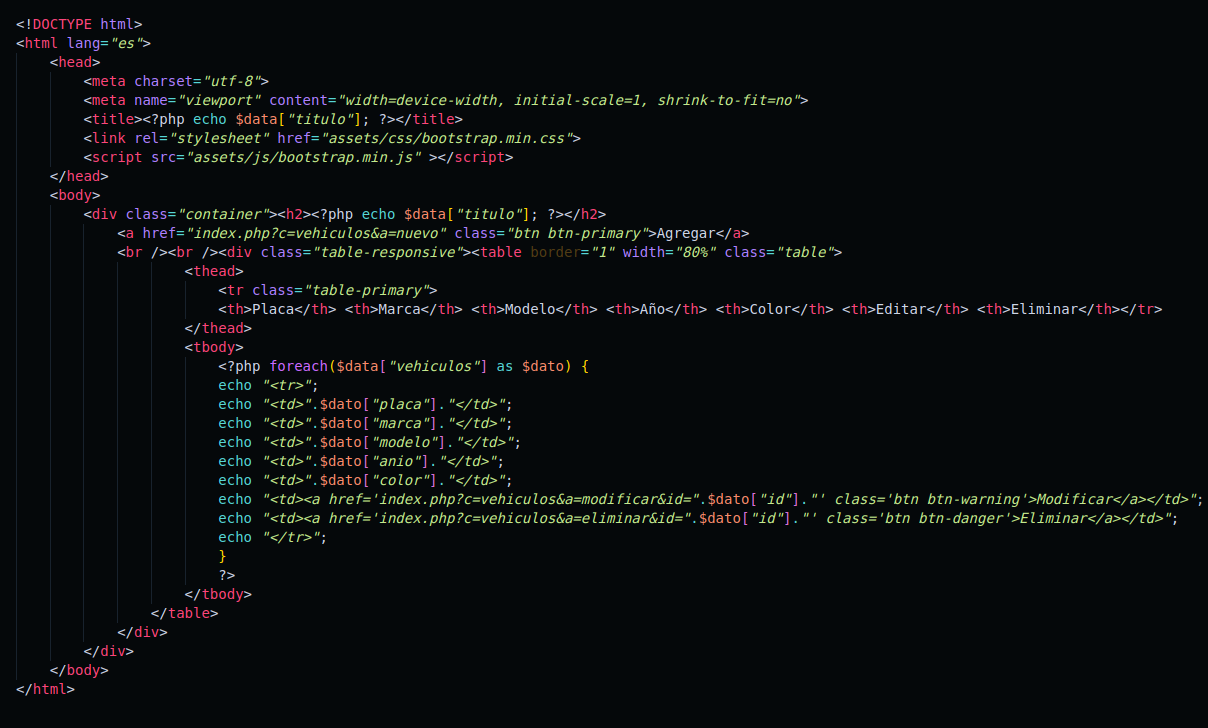 <!DOCTYPE html>
<html lang="es">
    <head>
        <meta charset="utf-8">
        <meta name="viewport" content="width=device-width, initial-scale=1, shrink-to-fit=no">
        <title><?php echo $data["titulo"]; ?></title>
        <link rel="stylesheet" href="assets/css/bootstrap.min.css">
        <script src="assets/js/bootstrap.min.js" ></script>
    </head>
    <body>
        <div class="container"><h2><?php echo $data["titulo"]; ?></h2>
            <a href="index.php?c=vehiculos&a=nuevo" class="btn btn-primary">Agregar</a>
            <br /><br /><div class="table-responsive"><table border="1" width="80%" class="table">
                    <thead>
                        <tr class="table-primary">
                        <th>Placa</th> <th>Marca</th> <th>Modelo</th> <th>Año</th> <th>Color</th> <th>Editar</th> <th>Eliminar</th></tr>
                    </thead>
                    <tbody>
                        <?php foreach($data["vehiculos"] as $dato) {
                        echo "<tr>";
                        echo "<td>".$dato["placa"]."</td>";
                        echo "<td>".$dato["marca"]."</td>";
                        echo "<td>".$dato["modelo"]."</td>";
                        echo "<td>".$dato["anio"]."</td>";
                        echo "<td>".$dato["color"]."</td>";
                        echo "<td><a href='index.php?c=vehiculos&a=modificar&id=".$dato["id"]."' class='btn btn-warning'>Modificar</a></td>";
                        echo "<td><a href='index.php?c=vehiculos&a=eliminar&id=".$dato["id"]."' class='btn btn-danger'>Eliminar</a></td>";
                        echo "</tr>";
                        }
                        ?>
                    </tbody>
                </table>
            </div>
        </div>
    </body>
</html>